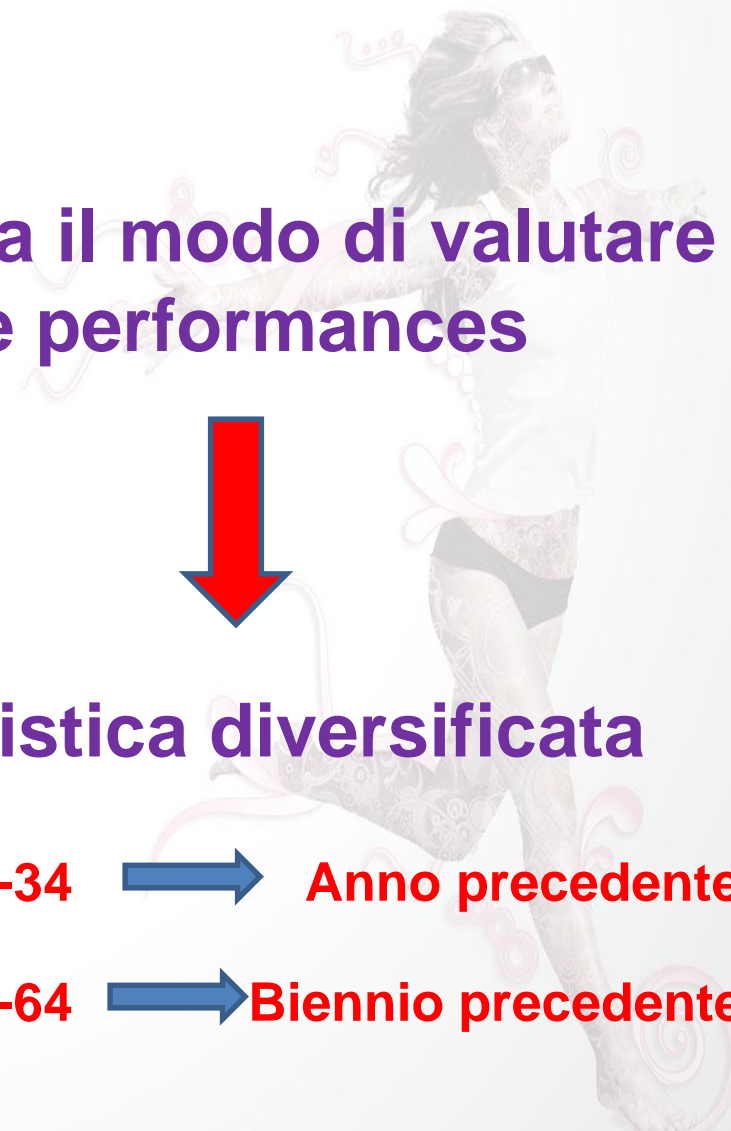 a il modo di valutare
e performances
istica diversificata
-34 Anno precedente
-64 Biennio precedente